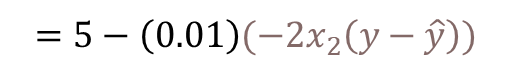 = 5 − (0.01)(−2x₂(y − ŷ))